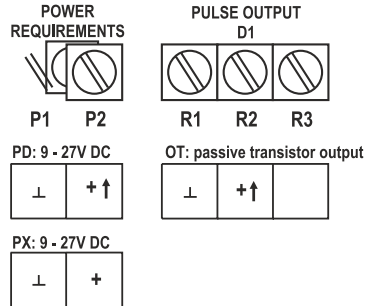 POWER
REQUIREMENTS
PULSE OUTPUT
D1
P1 P2
R1 R2 R3
PD: 9 - 27V DC
OT: passive transistor output
⊥ +↑
⊥ +↑
PX: 9 - 27V DC
⊥ +